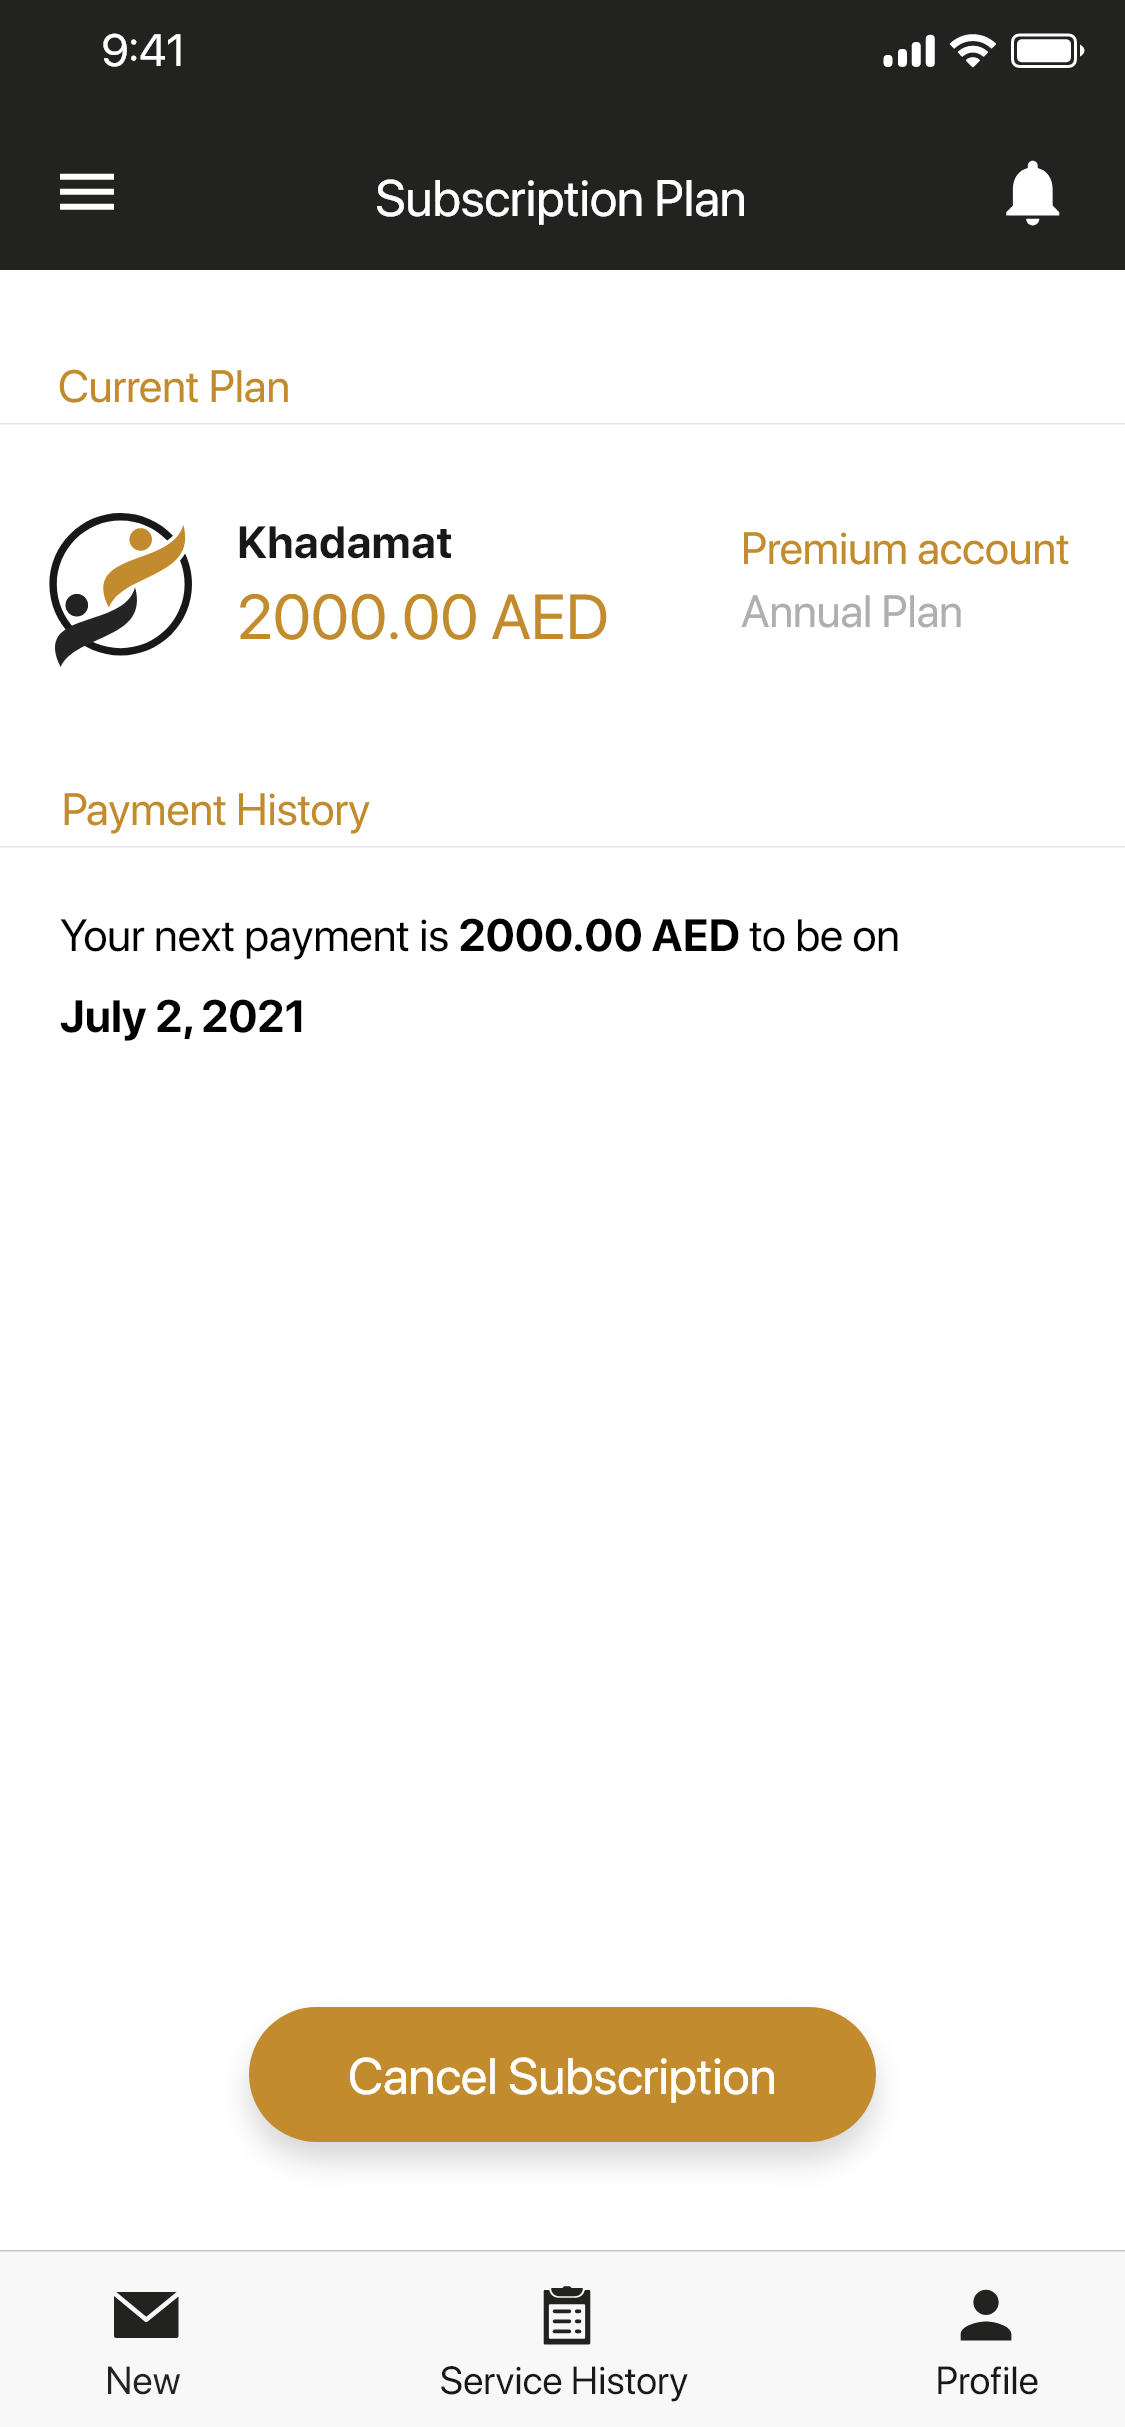 9:41
Subscription Plan
Current Plan
Khadamat
2000.00 AED
Premium account
Annual Plan
Payment History
Your next payment is 2000.00 AED to be on
July 2, 2021
Cancel Subscription
New
Service History
Profile